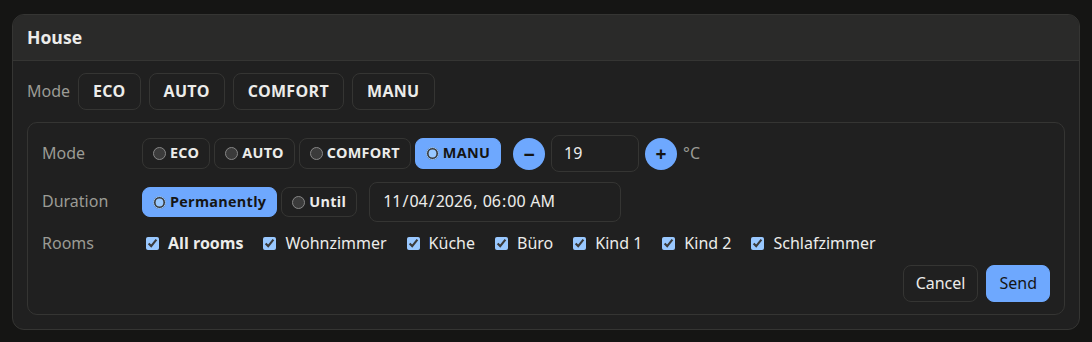 House
Mode ECO AUTO COMFORT MANU
Mode ECO AUTO COMFORT MANU − 19 + °C
Duration Permanently Until 11/04/2026, 06:00 AM
Rooms All rooms Wohnzimmer Küche Büro Kind 1 Kind 2 Schlafzimmer
Cancel Send